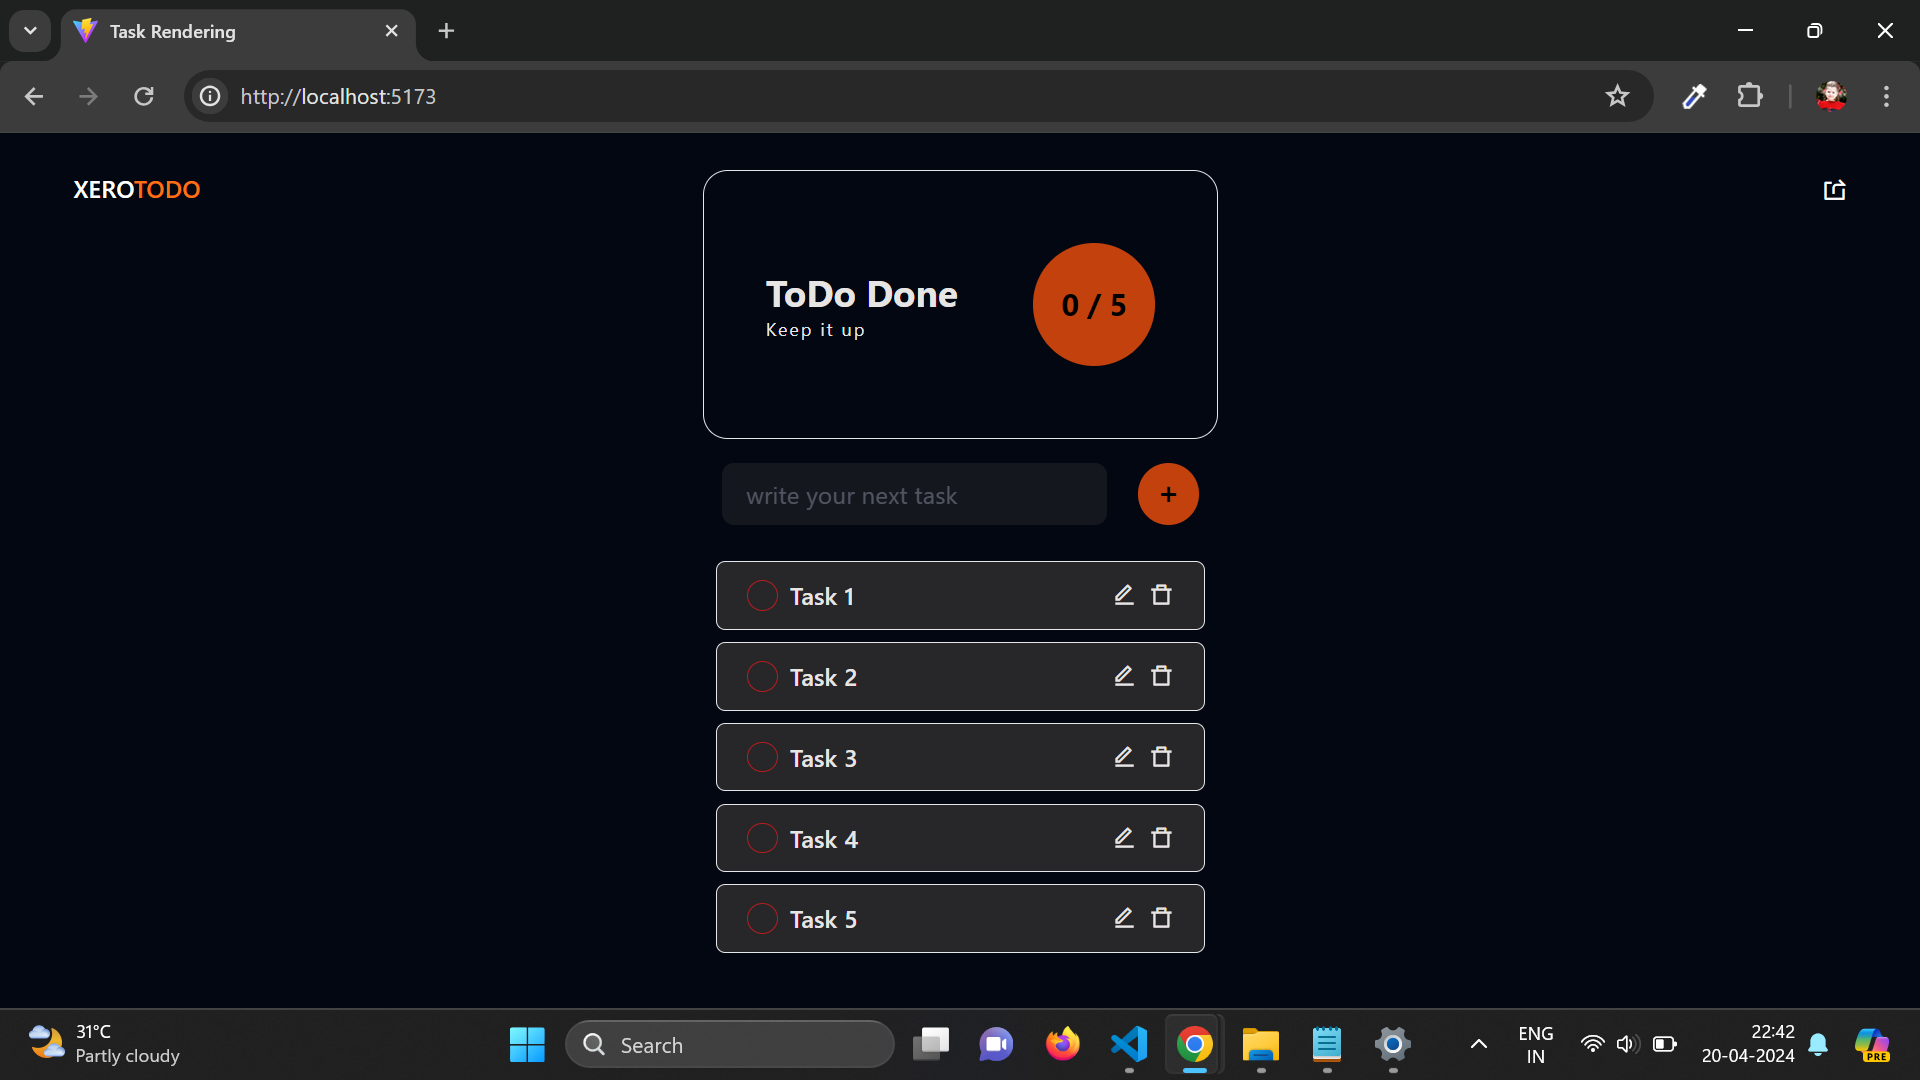 Task Rendering
http://localhost:5173
XEROTODO
ToDo Done
Keep it up
0 / 5
write your next task
+
Task 1
Task 2
Task 3
Task 4
Task 5
31°C
Partly cloudy
Search
ENG
IN
22:42
20-04-2024
PRE